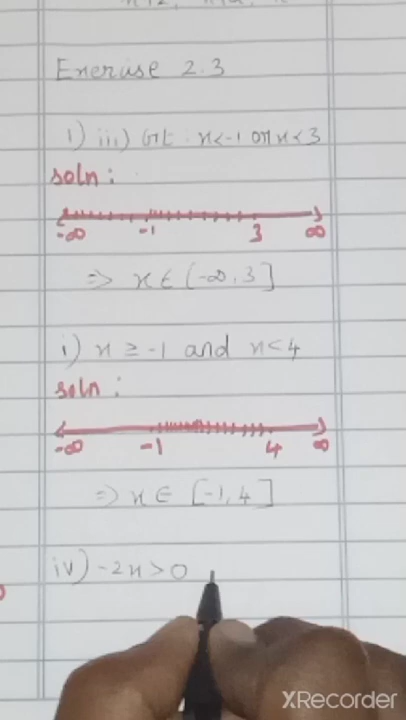 Exercise 2.3
1) iii) Gt : x<-1 or x<3
soln :
-∞ -1 3 ∞
=> x ∈ (-∞, 3]
i) x ≥ -1 and x<4
soln :
-∞ -1 4 ∞
=> x ∈ [-1, 4]
iv) -2x > 0
XRecorder